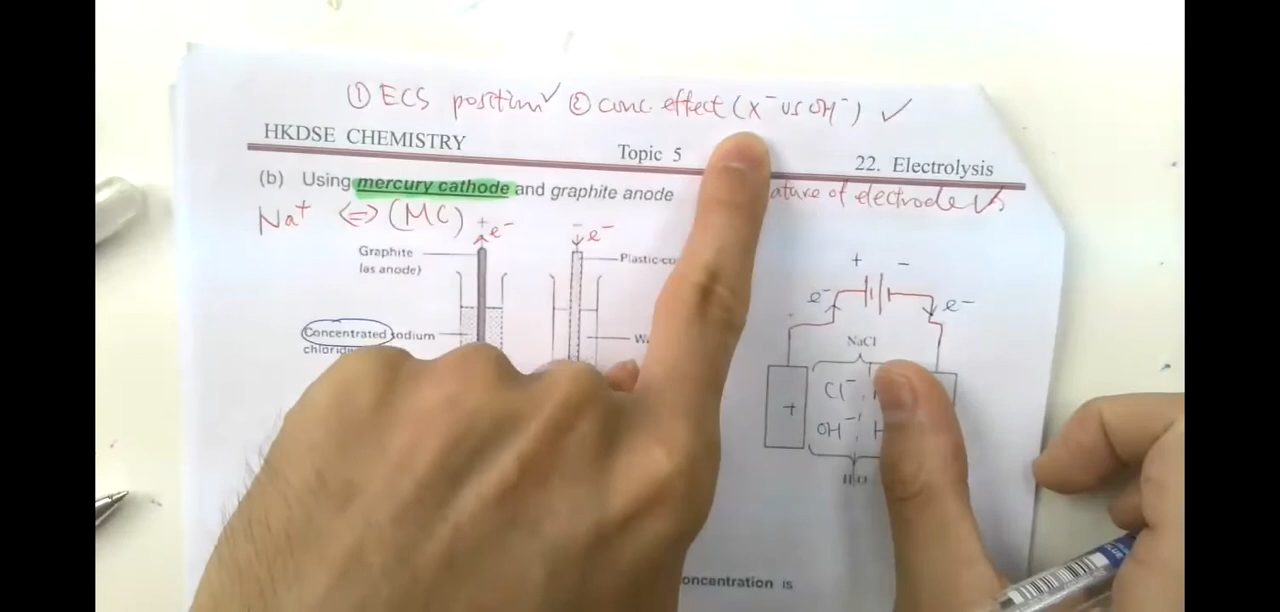 ① ECS position✓ ② conc. effect (X⁻ vs OH⁻) ✓
HKDSE CHEMISTRY
Topic 5
22. Electrolysis
(b) Using mercury cathode and graphite anode
ature of electrode
Na⁺ ⇔ (MC)
+ e⁻
− e⁻
Graphite
(as anode)
Plastic-co
+ −
e⁻ e⁻
Concentrated sodium
chloride
NaCl
+
Cl⁻,
OH⁻,
H₂O
oncentration is
BLUE